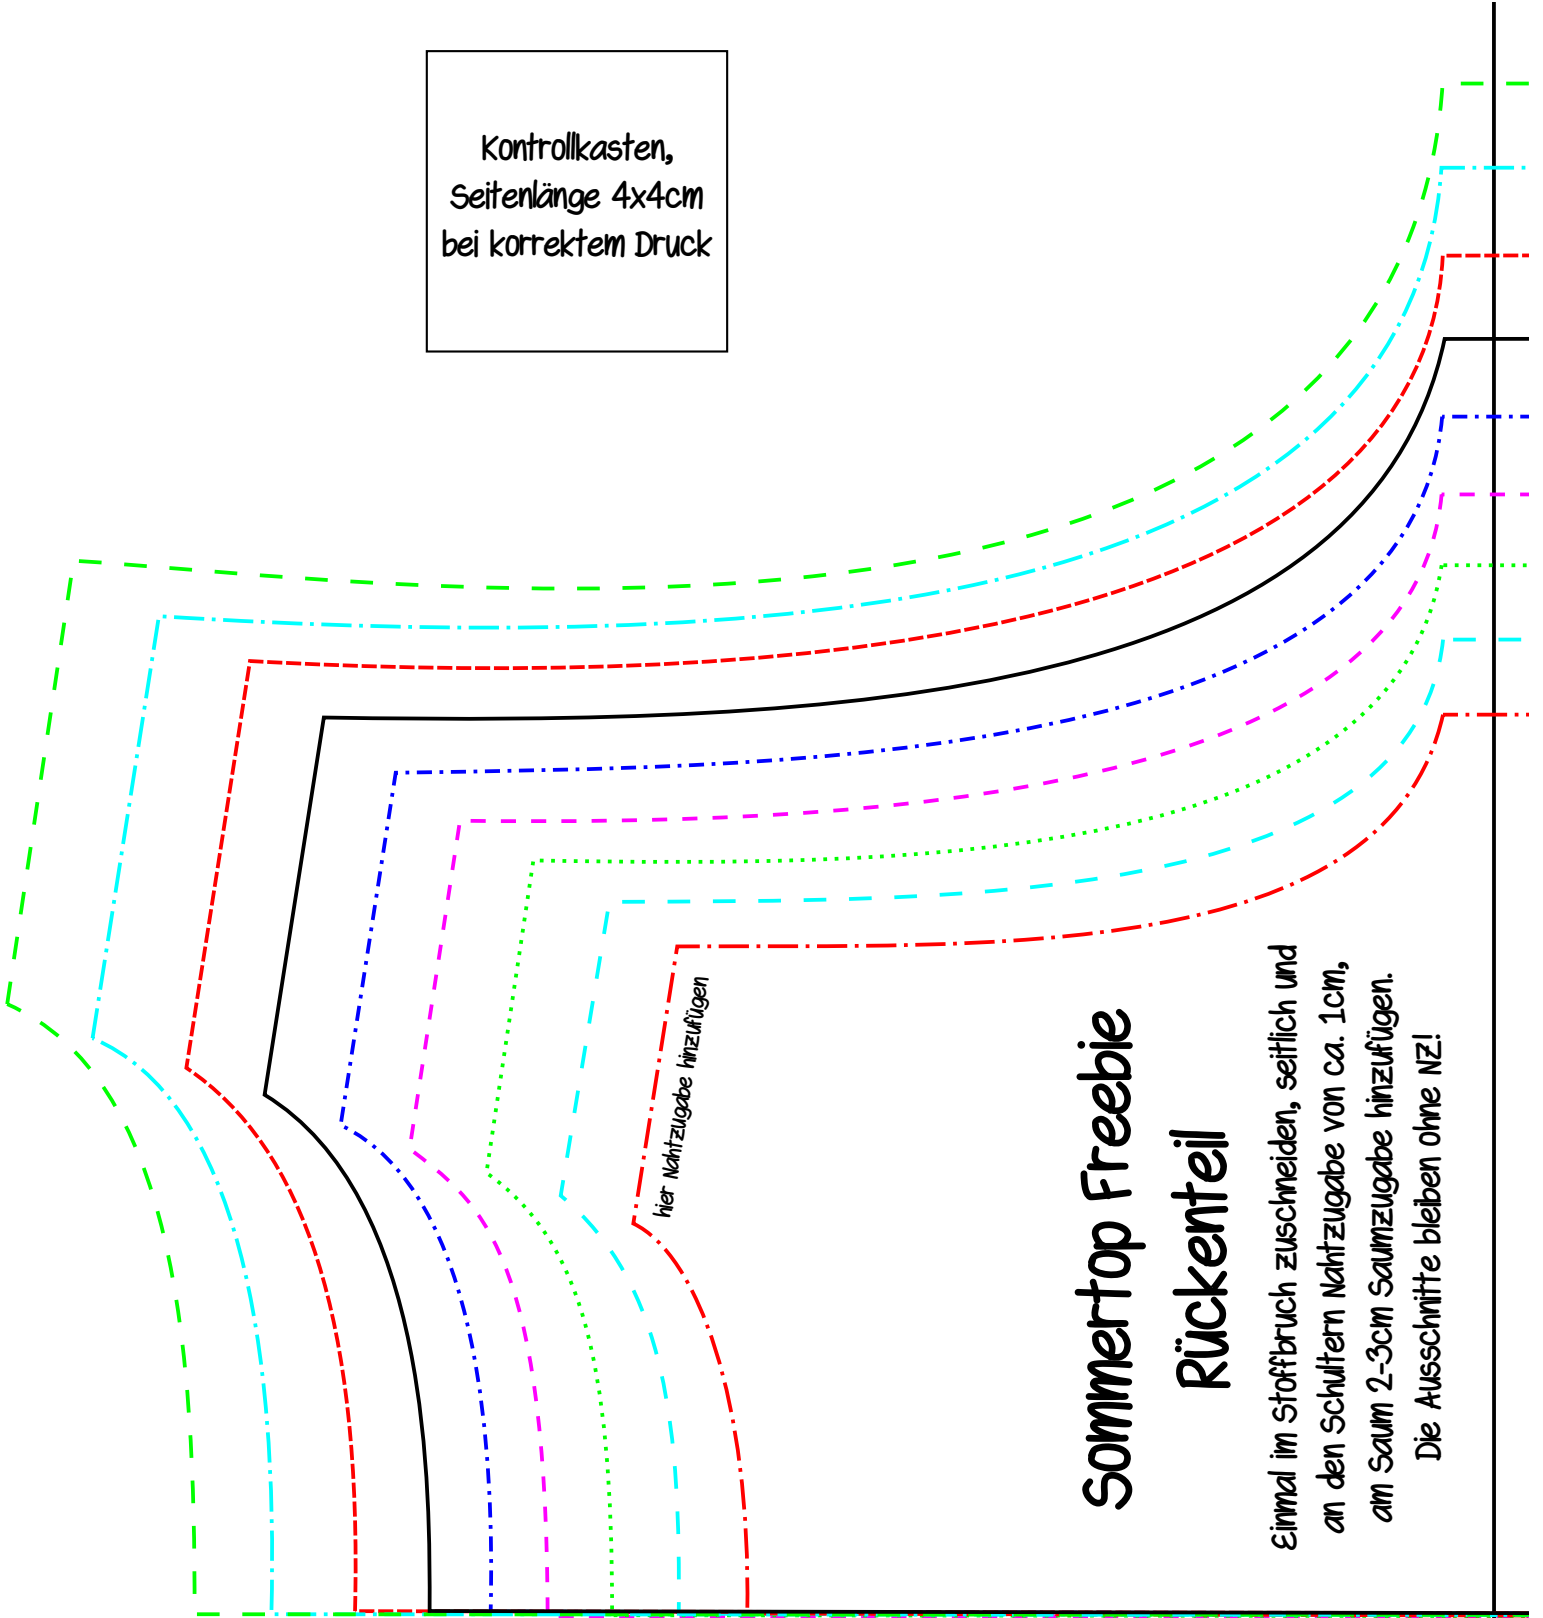 Kontrollkasten,
Seitenlänge 4x4cm
bei korrektem Druck
hier Nahtzugabe hinzufügen
Sommertop Freebie
Rückenteil
Einmal im Stoffbruch zuschneiden, seitlich und
an den Schultern Nahtzugabe von ca. 1cm,
am Saum 2-3cm Saumzugabe hinzufügen.
Die Ausschnitte bleiben ohne NZ!